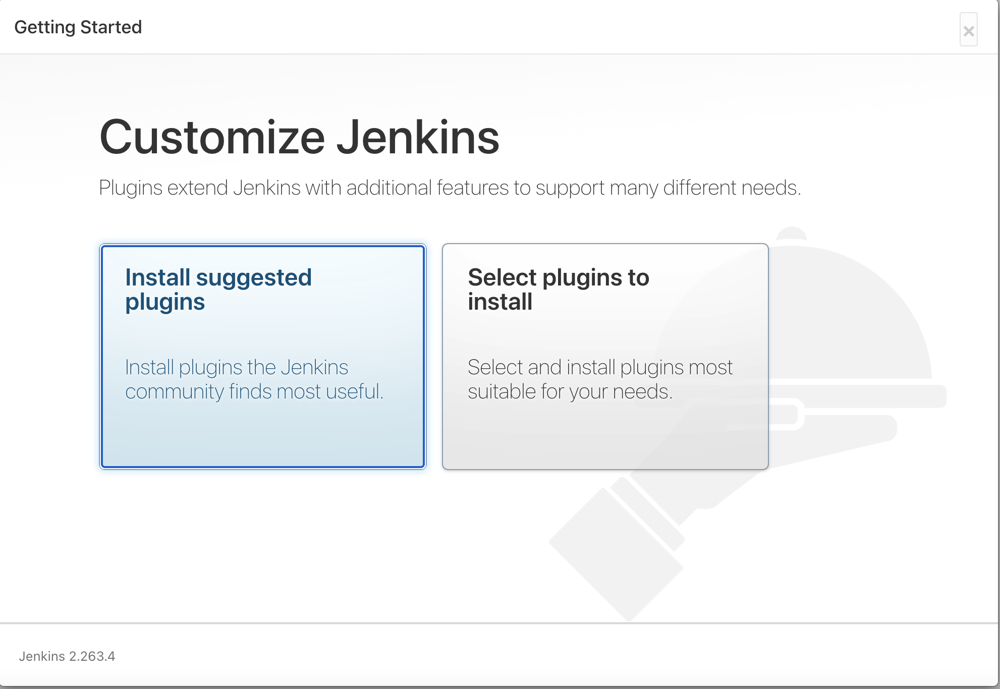 Getting Started
×
Customize Jenkins
Plugins extend Jenkins with additional features to support many different needs.
Install suggested
plugins
Install plugins the Jenkins
community finds most useful.
Select plugins to
install
Select and install plugins most
suitable for your needs.
Jenkins 2.263.4